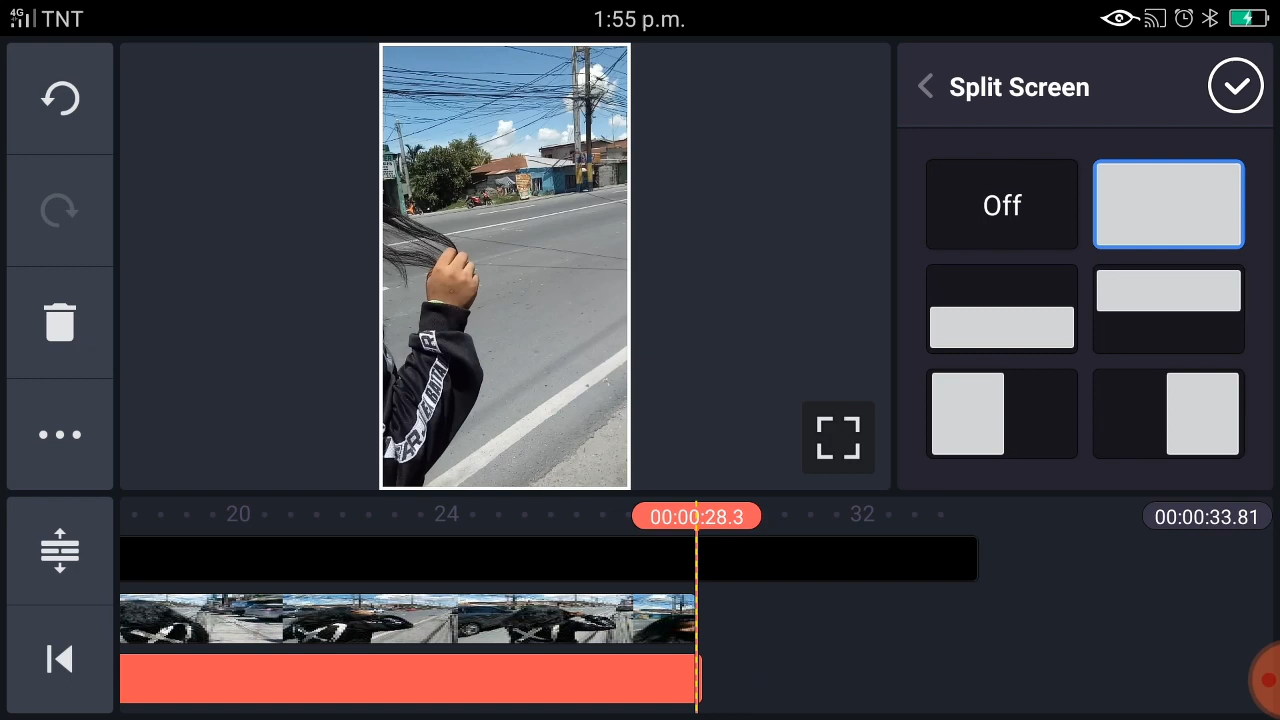 4G TNT
1:55 p.m.
Split Screen
Off
20
24
00:00:28.3
32
00:00:33.81